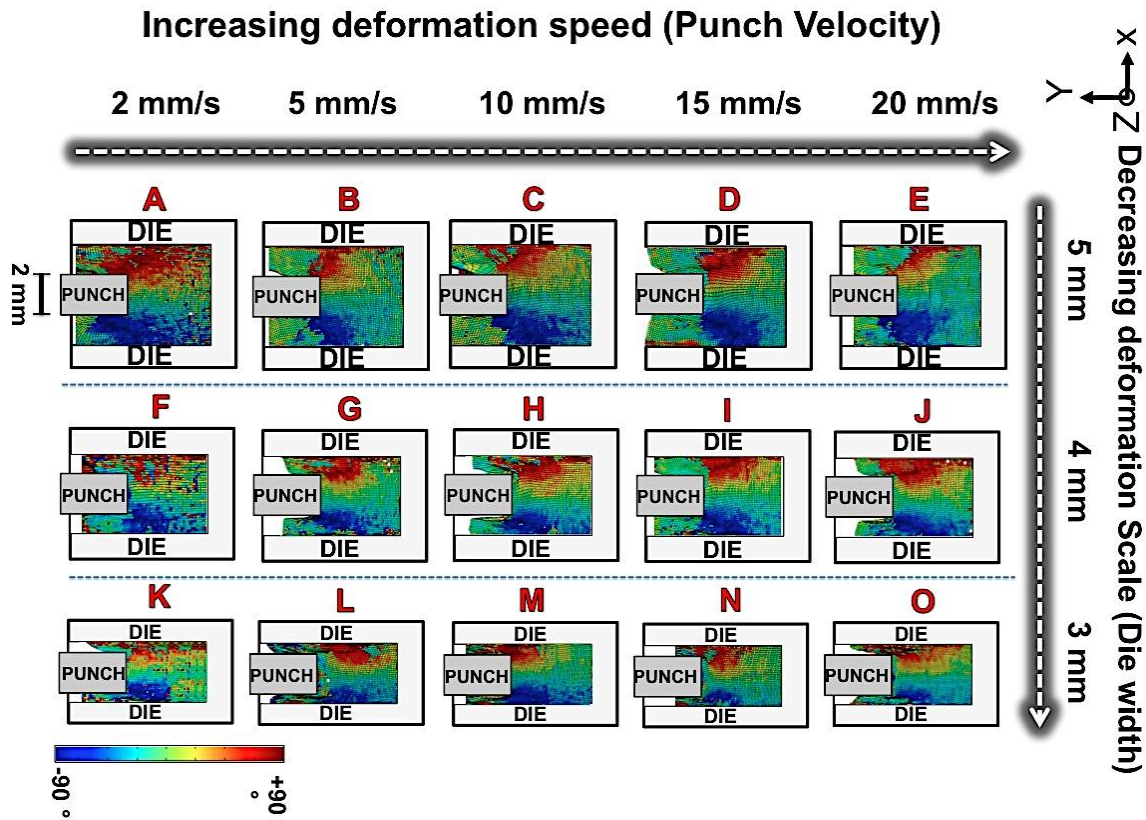 Increasing deformation speed (Punch Velocity)
2 mm/s 5 mm/s 10 mm/s 15 mm/s 20 mm/s
X
Y
Z
Decreasing deformation Scale (Die width)
A B C D E
DIE DIE DIE DIE DIE
2 mm
PUNCH PUNCH PUNCH PUNCH PUNCH
5 mm
DIE DIE DIE DIE DIE
F G H I J
DIE DIE DIE DIE DIE
PUNCH PUNCH PUNCH PUNCH PUNCH
4 mm
DIE DIE DIE DIE DIE
K L M N O
DIE DIE DIE DIE DIE
PUNCH PUNCH PUNCH PUNCH PUNCH
3 mm
DIE DIE DIE DIE DIE
-90 °
+90 °